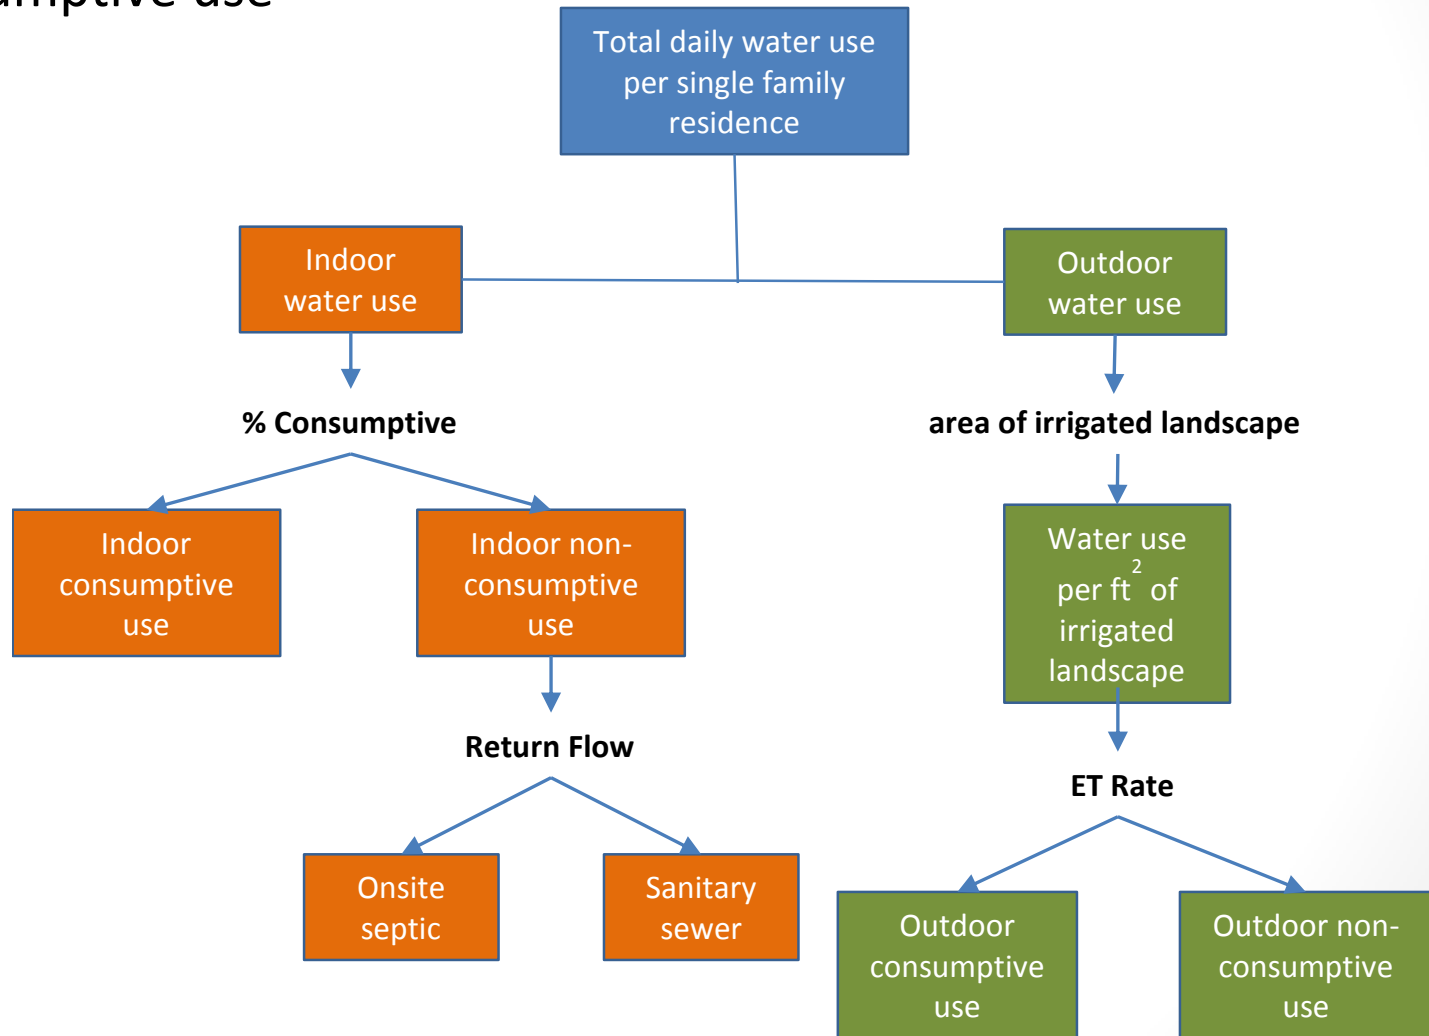 umptive use
Total daily water use
per single family
residence
Indoor
water use
Outdoor
water use
% Consumptive
area of irrigated landscape
Indoor
consumptive
use
Indoor non-
consumptive
use
Water use
per ft² of
irrigated
landscape
Return Flow
ET Rate
Onsite
septic
Sanitary
sewer
Outdoor
consumptive
use
Outdoor non-
consumptive
use